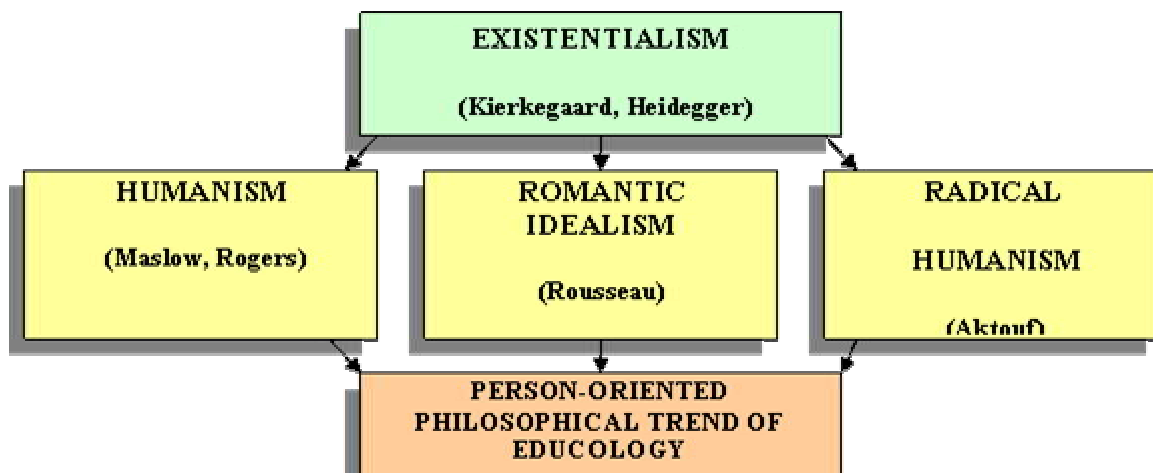 EXISTENTIALISM
(Kierkegaard, Heidegger)
HUMANISM
(Maslow, Rogers)
ROMANTIC
IDEALISM
(Rousseau)
RADICAL
HUMANISM
(Aktouf)
PERSON-ORIENTED
PHILOSOPHICAL TREND OF
EDUCOLOGY